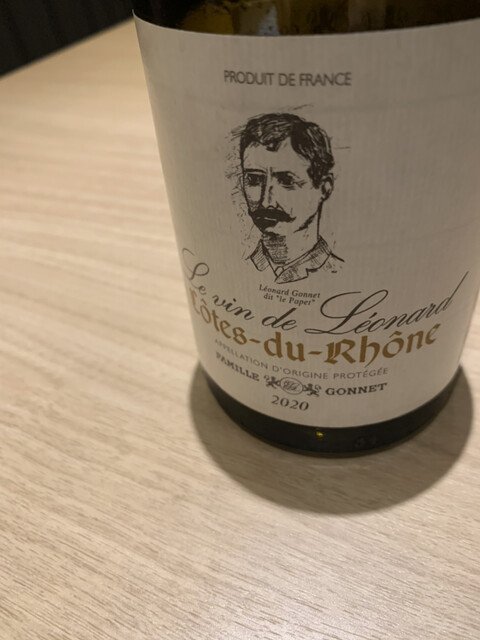 PRODUIT DE FRANCE
Léonard Gonnet
dit "le Papet"
Le vin de Léonard
Côtes-du-Rhône
APPELLATION D'ORIGINE PROTÉGÉE
FAMILLE GONNET
2020